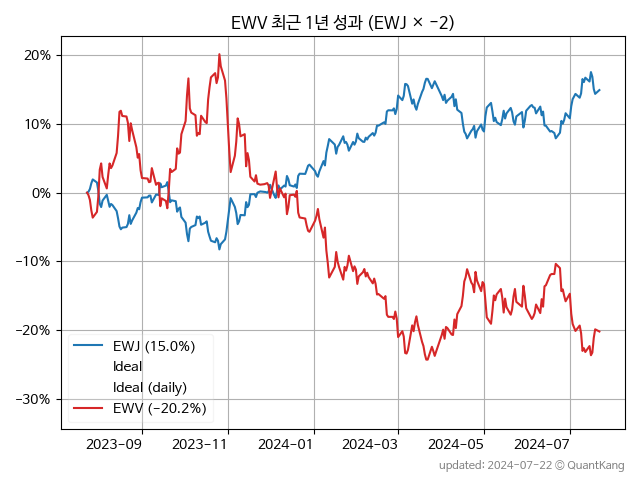 EWV 최근 1년 성과 (EWJ × −2)
20%
10%
0%
−10%
−20%
−30%
EWJ (15.0%)
Ideal
Ideal (daily)
EWV (−20.2%)
2023−09
2023−11
2024−01
2024−03
2024−05
2024−07
updated: 2024-07-22 © QuantKang